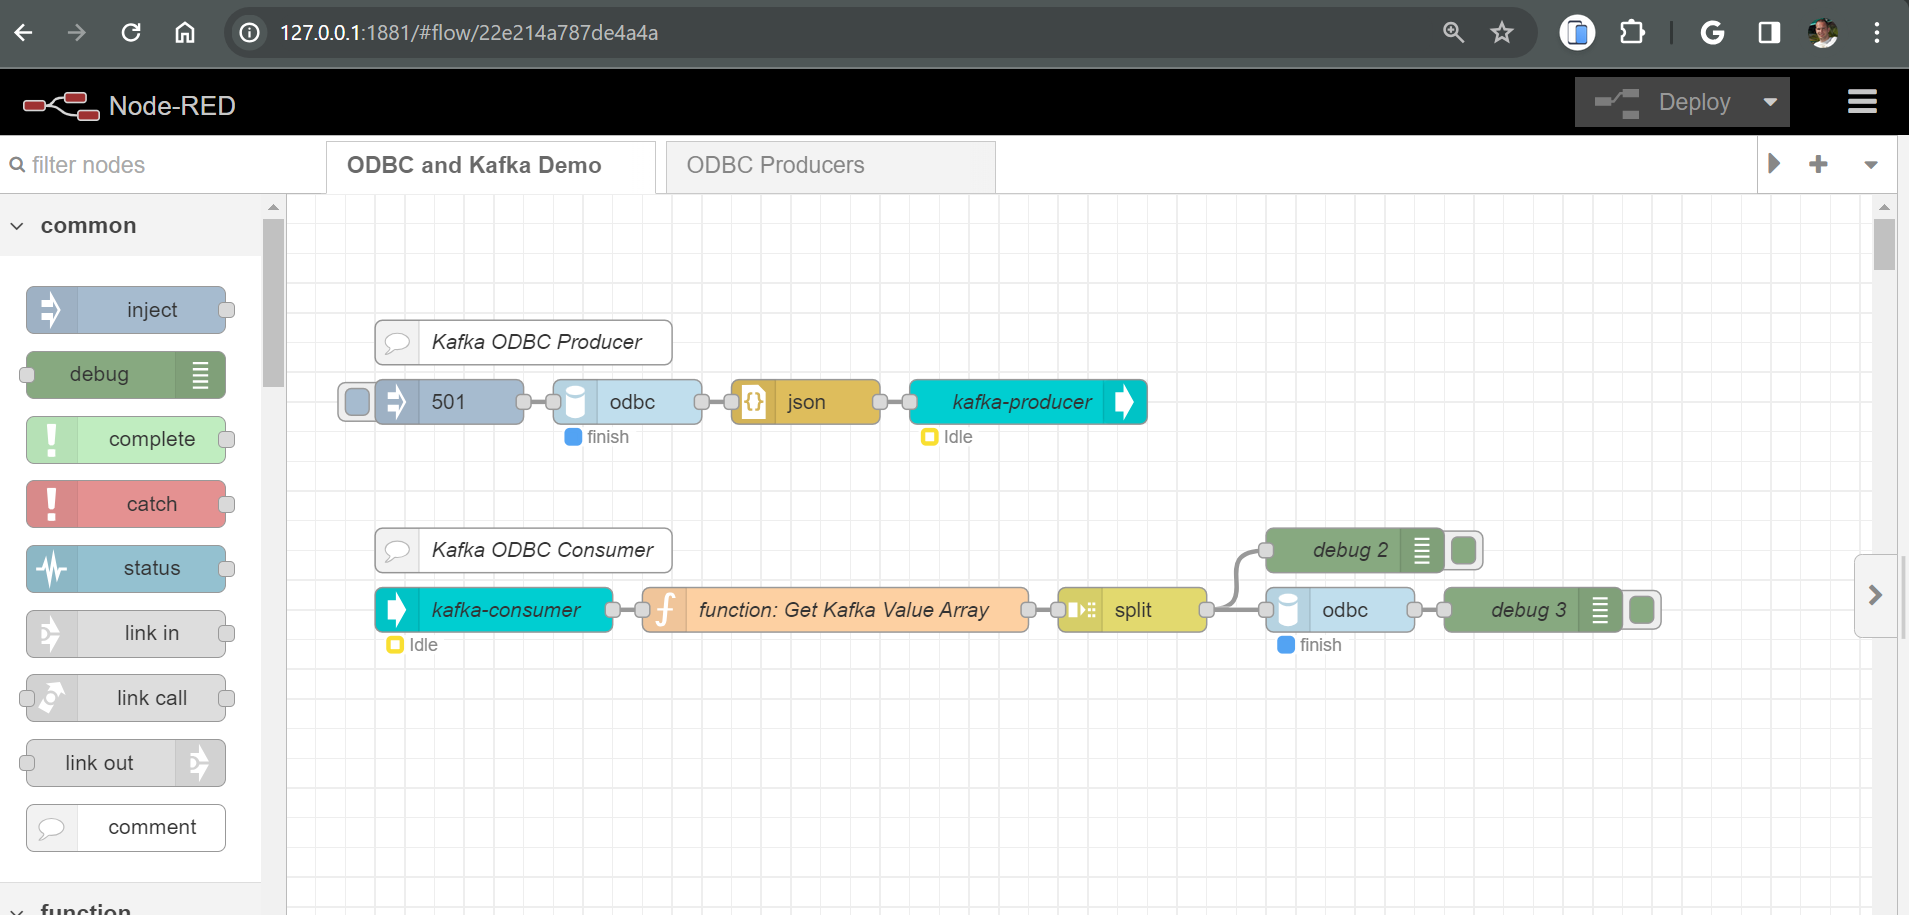 127.0.0.1:1881/#flow/22e214a787de4a4a
Node-RED
Deploy
filter nodes
ODBC and Kafka Demo
ODBC Producers
common
inject
debug
complete
catch
status
link in
link call
link out
comment
function
Kafka ODBC Producer
501
odbc
json
kafka-producer
finish
Idle
Kafka ODBC Consumer
debug 2
kafka-consumer
function: Get Kafka Value Array
split
odbc
debug 3
Idle
finish